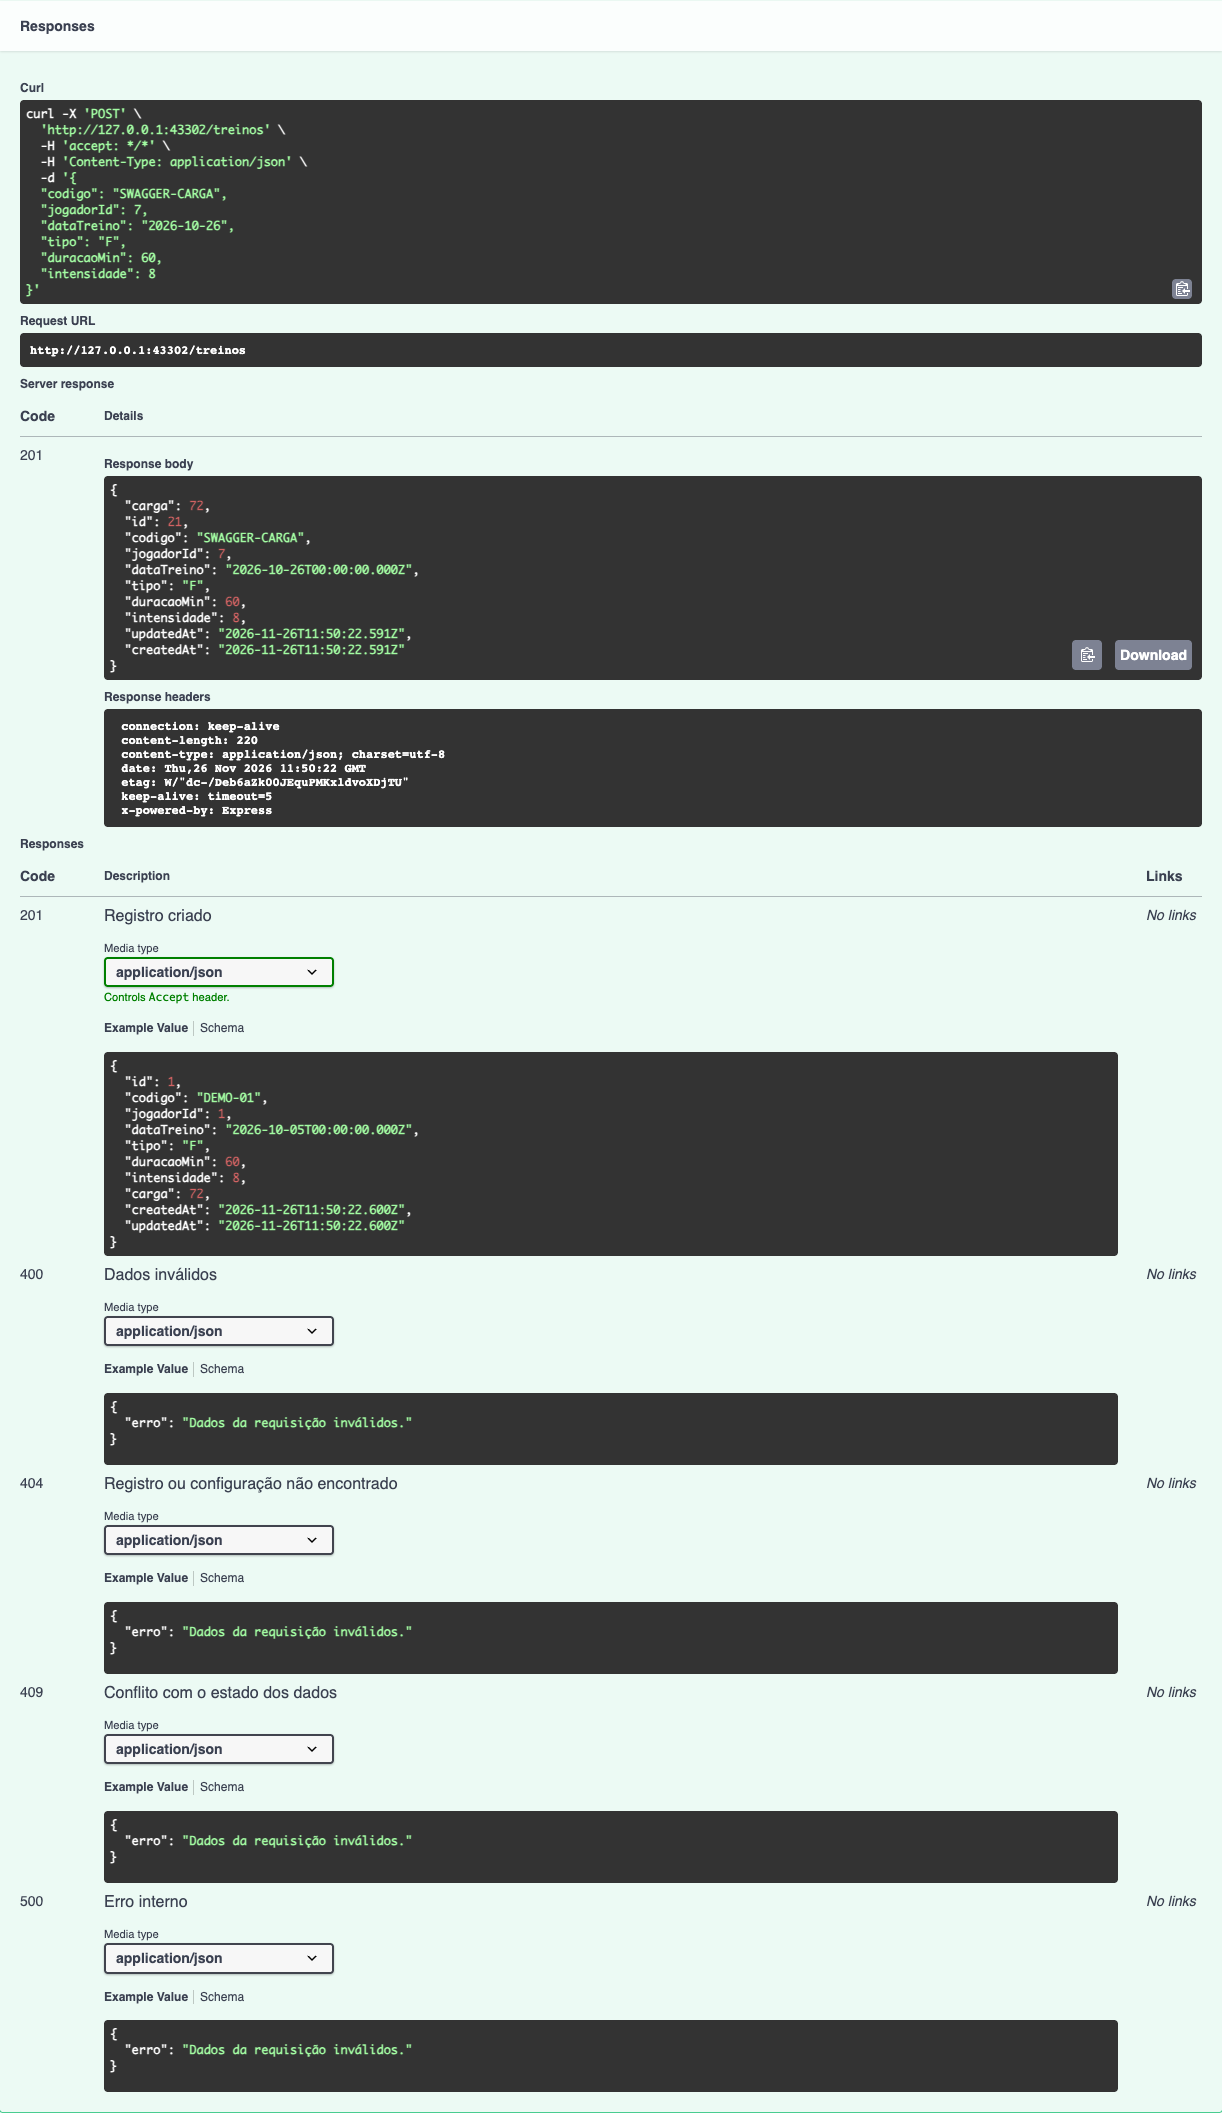 Responses
Curl
curl -X 'POST' \
  'http://127.0.0.1:43302/treinos' \
  -H 'accept: */*' \
  -H 'Content-Type: application/json' \
  -d '{
  "codigo": "SWAGGER-CARGA",
  "jogadorId": 7,
  "dataTreino": "2026-10-26",
  "tipo": "F",
  "duracaoMin": 60,
  "intensidade": 8
}'
Request URL
http://127.0.0.1:43302/treinos
Server response
Code Details
201
Response body
{
  "carga": 72,
  "id": 21,
  "codigo": "SWAGGER-CARGA",
  "jogadorId": 7,
  "dataTreino": "2026-10-26T00:00:00.000Z",
  "tipo": "F",
  "duracaoMin": 60,
  "intensidade": 8,
  "updatedAt": "2026-11-26T11:50:22.591Z",
  "createdAt": "2026-11-26T11:50:22.591Z"
}
Download
Response headers
connection: keep-alive
content-length: 220
content-type: application/json; charset=utf-8
date: Thu,26 Nov 2026 11:50:22 GMT
keep-alive: timeout=5
x-powered-by: Express
Responses
Code Description Links
201 Registro criado No links
Media type
application/json
Controls Accept header.
Example Value Schema
{
  "id": 1,
  "codigo": "DEMO-01",
  "jogadorId": 1,
  "dataTreino": "2026-10-05T00:00:00.000Z",
  "tipo": "F",
  "duracaoMin": 60,
  "intensidade": 8,
  "carga": 72,
  "createdAt": "2026-11-26T11:50:22.600Z",
  "updatedAt": "2026-11-26T11:50:22.600Z"
}
400 Dados inválidos No links
Media type
application/json
Example Value Schema
{
  "erro": "Dados da requisição inválidos."
}
404 Registro ou configuração não encontrado No links
Media type
application/json
Example Value Schema
{
  "erro": "Dados da requisição inválidos."
}
409 Conflito com o estado dos dados No links
Media type
application/json
Example Value Schema
{
  "erro": "Dados da requisição inválidos."
}
500 Erro interno No links
Media type
application/json
Example Value Schema
{
  "erro": "Dados da requisição inválidos."
}